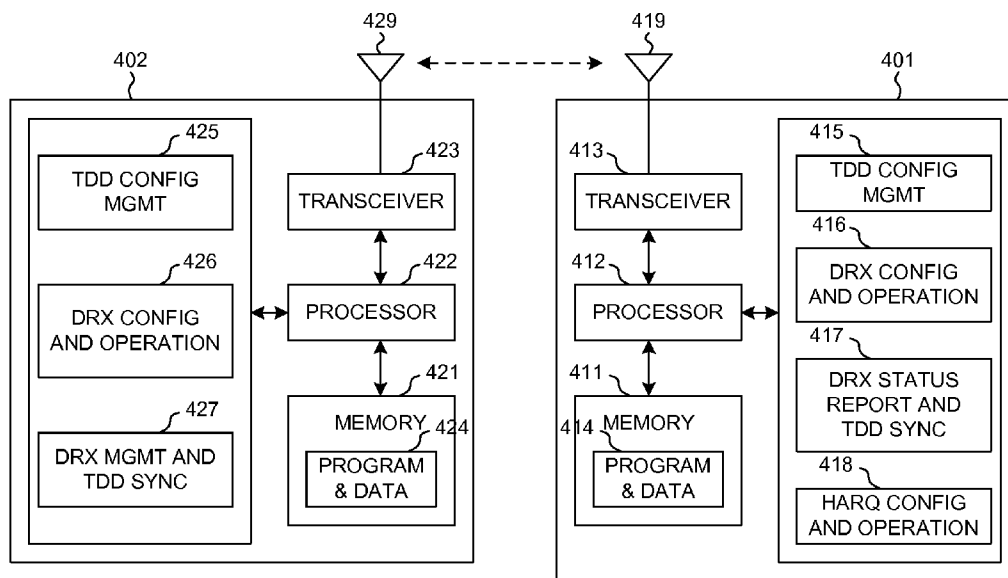 429
419
402
401
425
TDD CONFIG
MGMT
423
TRANSCEIVER
426
DRX CONFIG
AND OPERATION
422
PROCESSOR
427
DRX MGMT AND
TDD SYNC
421
MEMORY
424
PROGRAM
& DATA
413
TRANSCEIVER
412
PROCESSOR
411
MEMORY
414
PROGRAM
& DATA
415
TDD CONFIG
MGMT
416
DRX CONFIG
AND OPERATION
417
DRX STATUS
REPORT AND
TDD SYNC
418
HARQ CONFIG
AND OPERATION